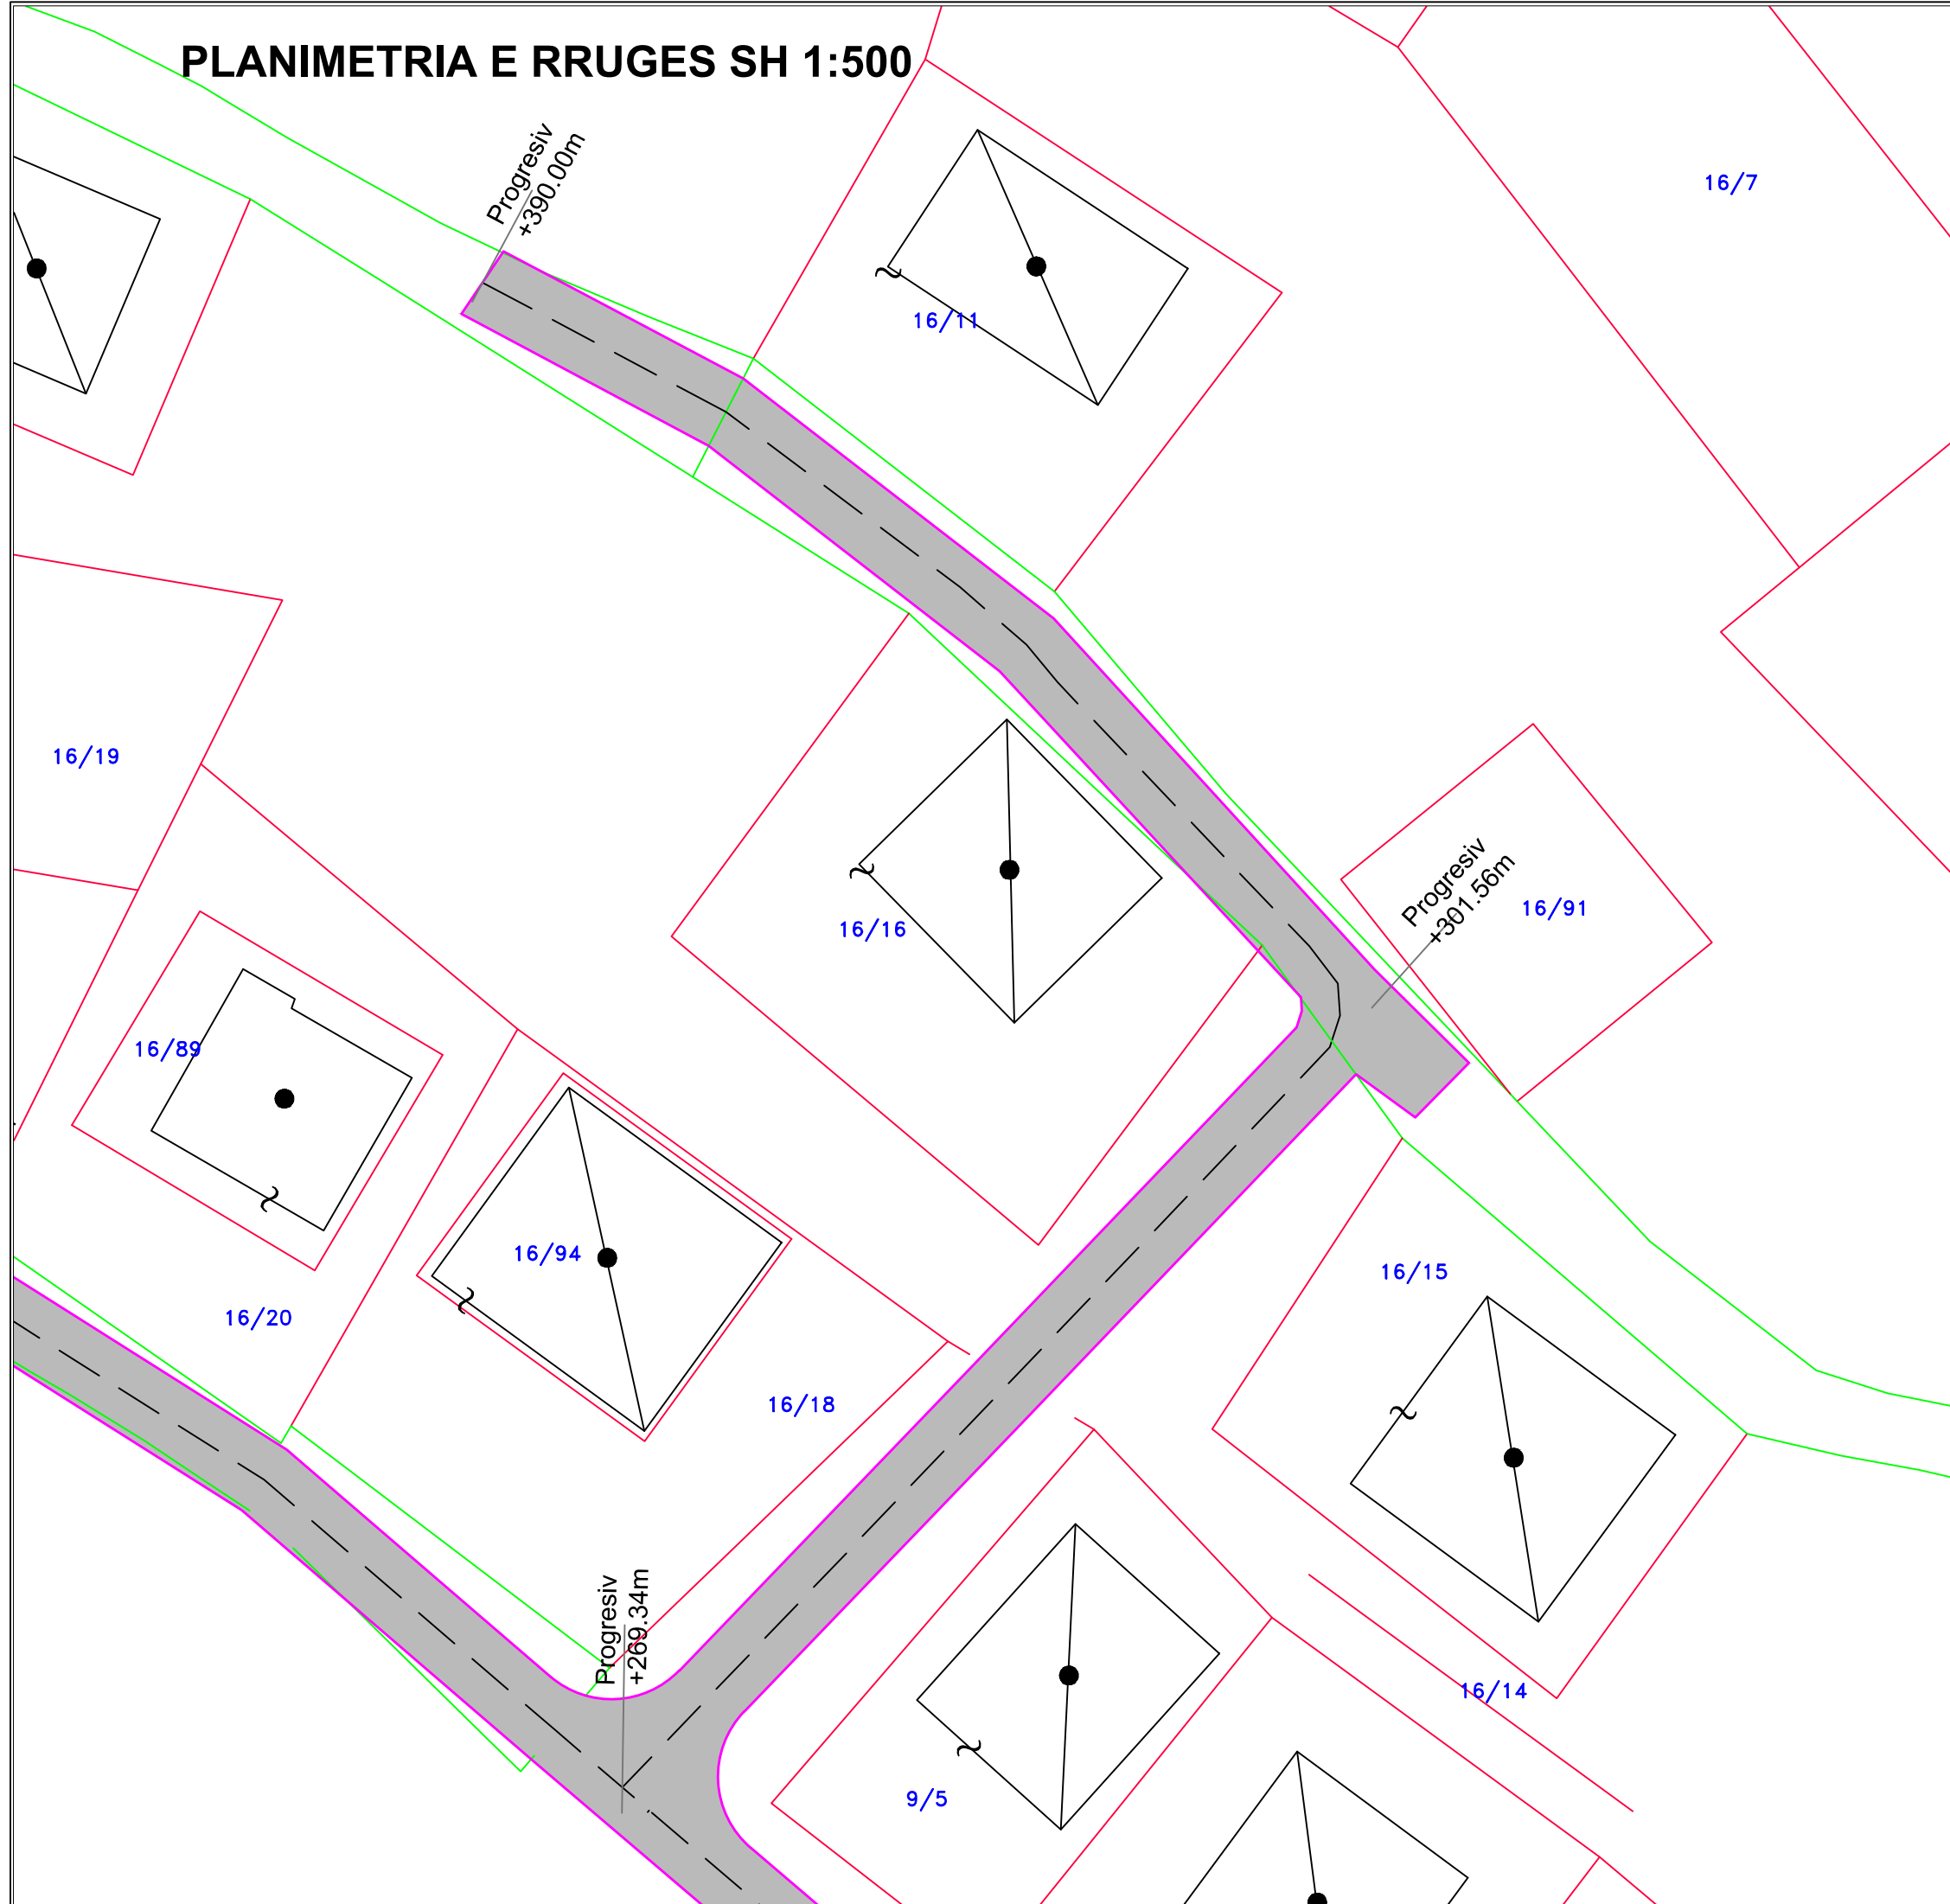 PLANIMETRIA E RRUGES SH 1:500
Progresiv
+390.00m
16/7
16/11
16/19
Progresiv
+301.56m
16/91
16/16
16/89
16/94
16/15
16/20
16/18
Progresiv
+269.34m
16/14
9/5